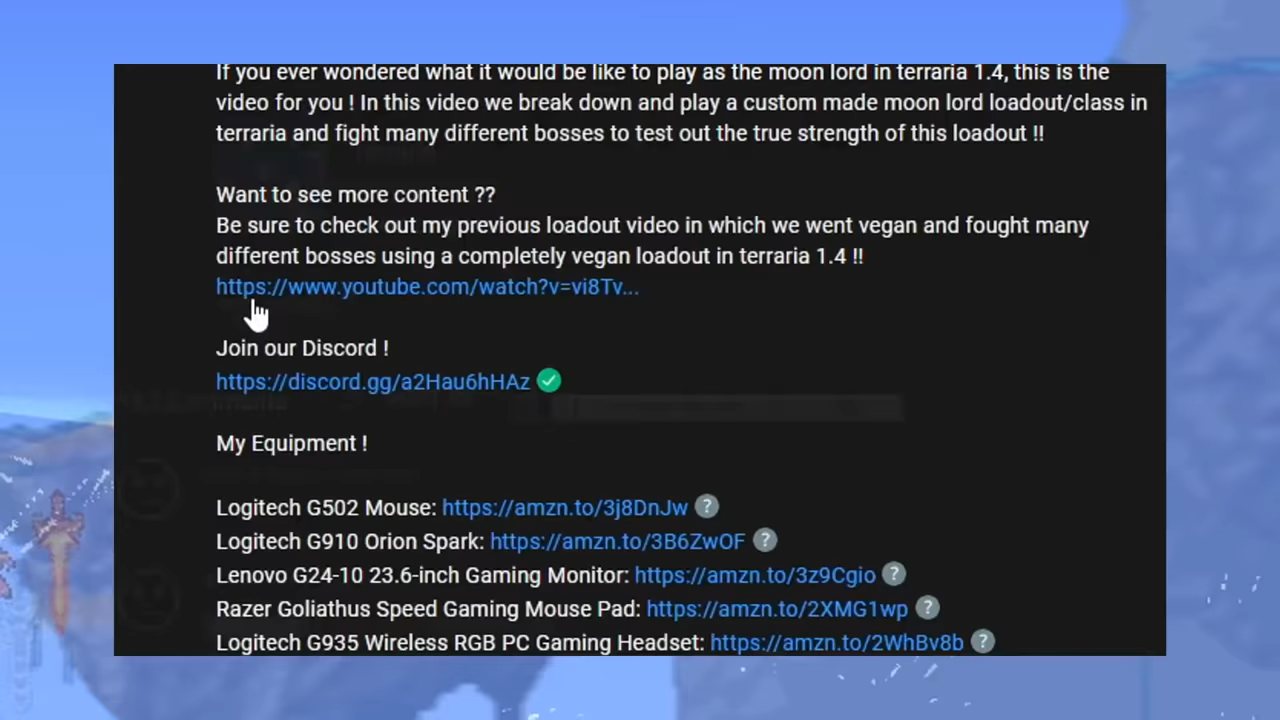 If you ever wondered what it would be like to play as the moon lord in terraria 1.4, this is the
video for you ! In this video we break down and play a custom made moon lord loadout/class in
terraria and fight many different bosses to test out the true strength of this loadout !!
Want to see more content ??
Be sure to check out my previous loadout video in which we went vegan and fought many
different bosses using a completely vegan loadout in terraria 1.4 !!
https://www.youtube.com/watch?v=vi8Tv...
Join our Discord !
https://discord.gg/a2Hau6hHAz
My Equipment !
Logitech G502 Mouse: https://amzn.to/3j8DnJw ?
Logitech G910 Orion Spark: https://amzn.to/3B6ZwOF ?
Lenovo G24-10 23.6-inch Gaming Monitor: https://amzn.to/3z9Cgio ?
Razer Goliathus Speed Gaming Mouse Pad: https://amzn.to/2XMG1wp ?
Logitech G935 Wireless RGB PC Gaming Headset: https://amzn.to/2WhBv8b ?